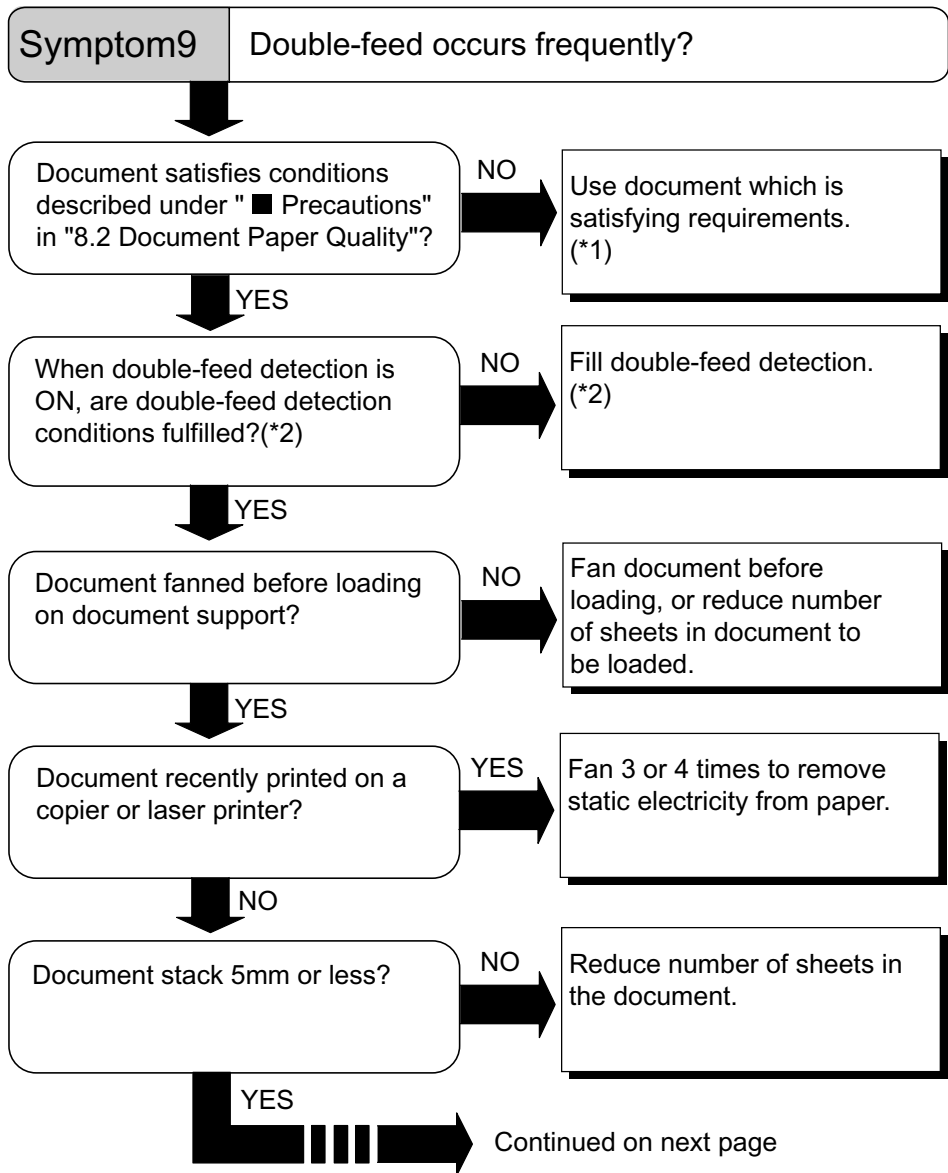 Symptom9
Double-feed occurs frequently?
Document satisfies conditions
described under " ■ Precautions"
in "8.2 Document Paper Quality"?
NO
Use document which is
satisfying requirements.
(*1)
YES
When double-feed detection is
ON, are double-feed detection
conditions fulfilled?(*2)
NO
Fill double-feed detection.
(*2)
YES
Document fanned before loading
on document support?
NO
Fan document before
loading, or reduce number
of sheets in document to
be loaded.
YES
Document recently printed on a
copier or laser printer?
YES
Fan 3 or 4 times to remove
static electricity from paper.
NO
Document stack 5mm or less?
NO
Reduce number of sheets in
the document.
YES
Continued on next page